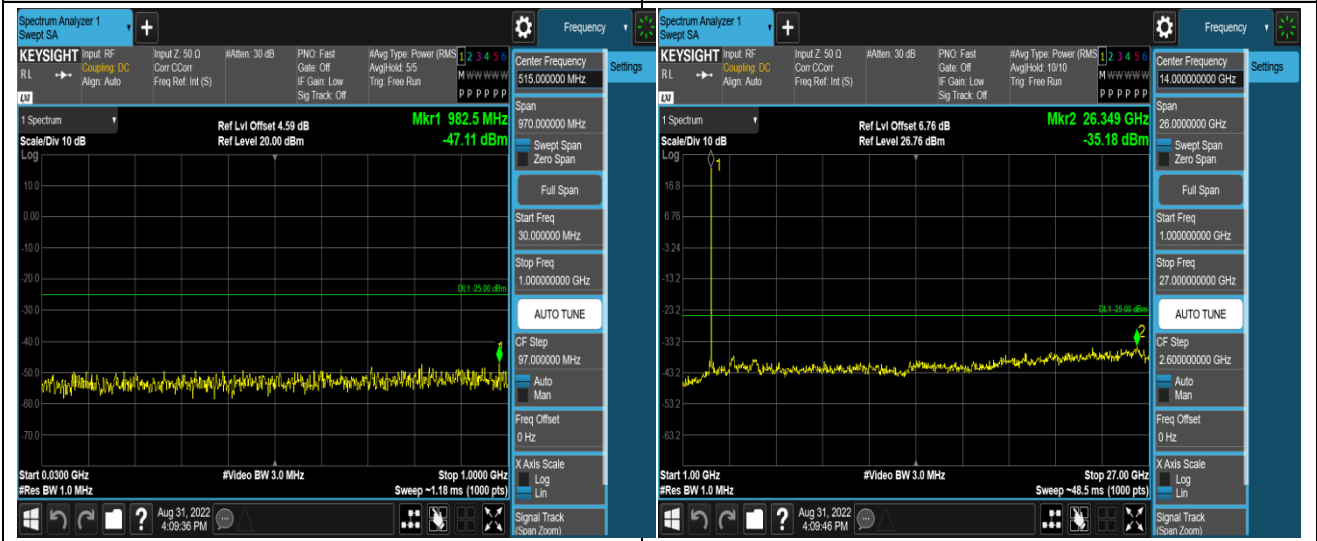 Spectrum Analyzer 1
Swept SA
+
Frequency
KEYSIGHT
RL
LXI
Input: RF
Coupling: DC
Align: Auto
Input Z: 50 Ω
Corr CCorr
Freq Ref: Int (S)
#Atten: 30 dB
PNO: Fast
Gate: Off
IF Gain: Low
Sig Track: Off
#Avg Type: Power (RMS
Avg|Hold: 5/5
Trig: Free Run
1 2 3 4 5 6
M W W W W W
P P P P P P
1 Spectrum
Scale/Div 10 dB
Log
Ref Lvl Offset 4.59 dB
Ref Level 20.00 dBm
Mkr1 982.5 MHz
-47.11 dBm
10.0
0.00
-10.0
-20.0
DL1 -25.00 dBm
-30.0
-40.0
1
-50.0
-60.0
-70.0
Start 0.0300 GHz
#Res BW 1.0 MHz
#Video BW 3.0 MHz
Stop 1.0000 GHz
Sweep ~1.18 ms (1000 pts)
?
Aug 31, 2022
4:09:36 PM
Center Frequency
515.000000 MHz
Settings
Span
970.000000 MHz
Swept Span
Zero Span
Full Span
Start Freq
30.000000 MHz
Stop Freq
1.000000000 GHz
AUTO TUNE
CF Step
97.000000 MHz
Auto
Man
Freq Offset
0 Hz
X Axis Scale
Log
Lin
Signal Track
(Span Zoom)
Spectrum Analyzer 1
Swept SA
+
Frequency
KEYSIGHT
RL
LXI
Input: RF
Coupling: DC
Align: Auto
Input Z: 50 Ω
Corr CCorr
Freq Ref: Int (S)
#Atten: 30 dB
PNO: Fast
Gate: Off
IF Gain: Low
Sig Track: Off
#Avg Type: Power (RMS
Avg|Hold: 10/10
Trig: Free Run
1 2 3 4 5 6
M W W W W W
P P P P P P
1 Spectrum
Scale/Div 10 dB
Log
Ref Lvl Offset 6.76 dB
Ref Level 26.76 dBm
Mkr2 26.349 GHz
-35.18 dBm
1
16.8
6.76
-3.24
-13.2
-23.2
DL1 -25.00 dBm
2
-33.2
-43.2
-53.2
-63.2
Start 1.00 GHz
#Res BW 1.0 MHz
#Video BW 3.0 MHz
Stop 27.00 GHz
Sweep ~48.5 ms (1000 pts)
?
Aug 31, 2022
4:09:46 PM
Center Frequency
14.000000000 GHz
Settings
Span
26.0000000 GHz
Swept Span
Zero Span
Full Span
Start Freq
1.000000000 GHz
Stop Freq
27.000000000 GHz
AUTO TUNE
CF Step
2.600000000 GHz
Auto
Man
Freq Offset
0 Hz
X Axis Scale
Log
Lin
Signal Track
(Span Zoom)